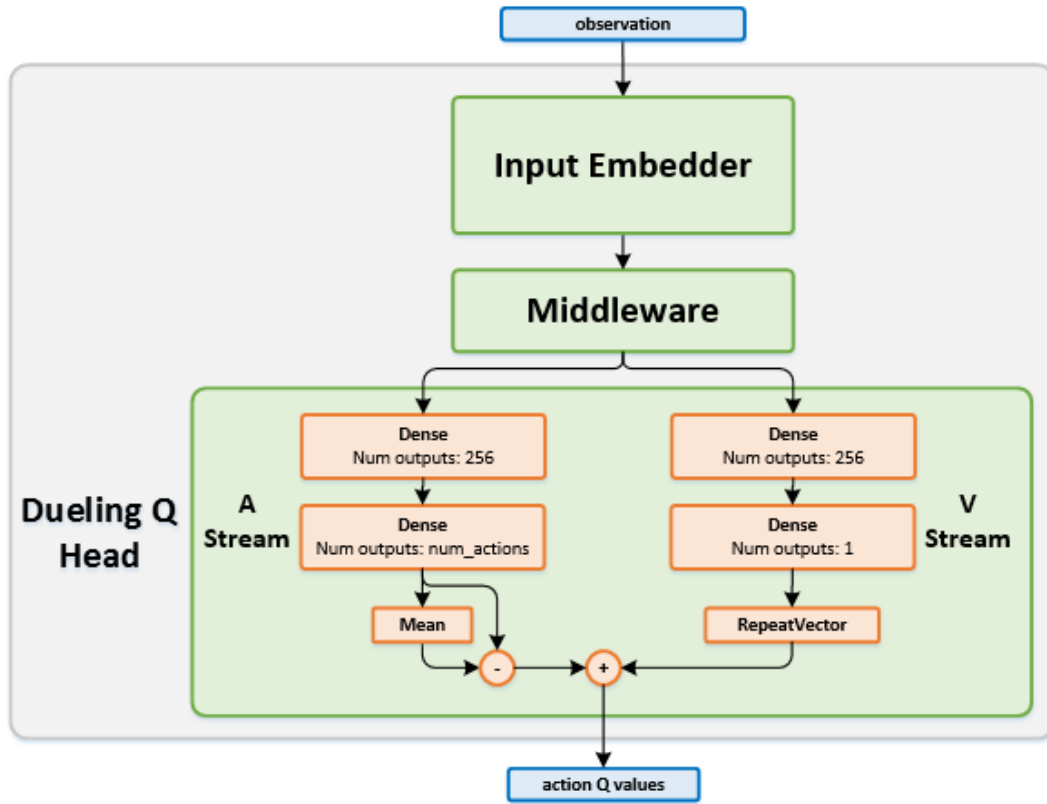 observation
Input Embedder
Middleware
Dueling Q
Head
A
Stream
Dense
Num outputs: 256
Dense
Num outputs: num_actions
Mean
-
+
Dense
Num outputs: 256
Dense
Num outputs: 1
RepeatVector
V
Stream
action Q values